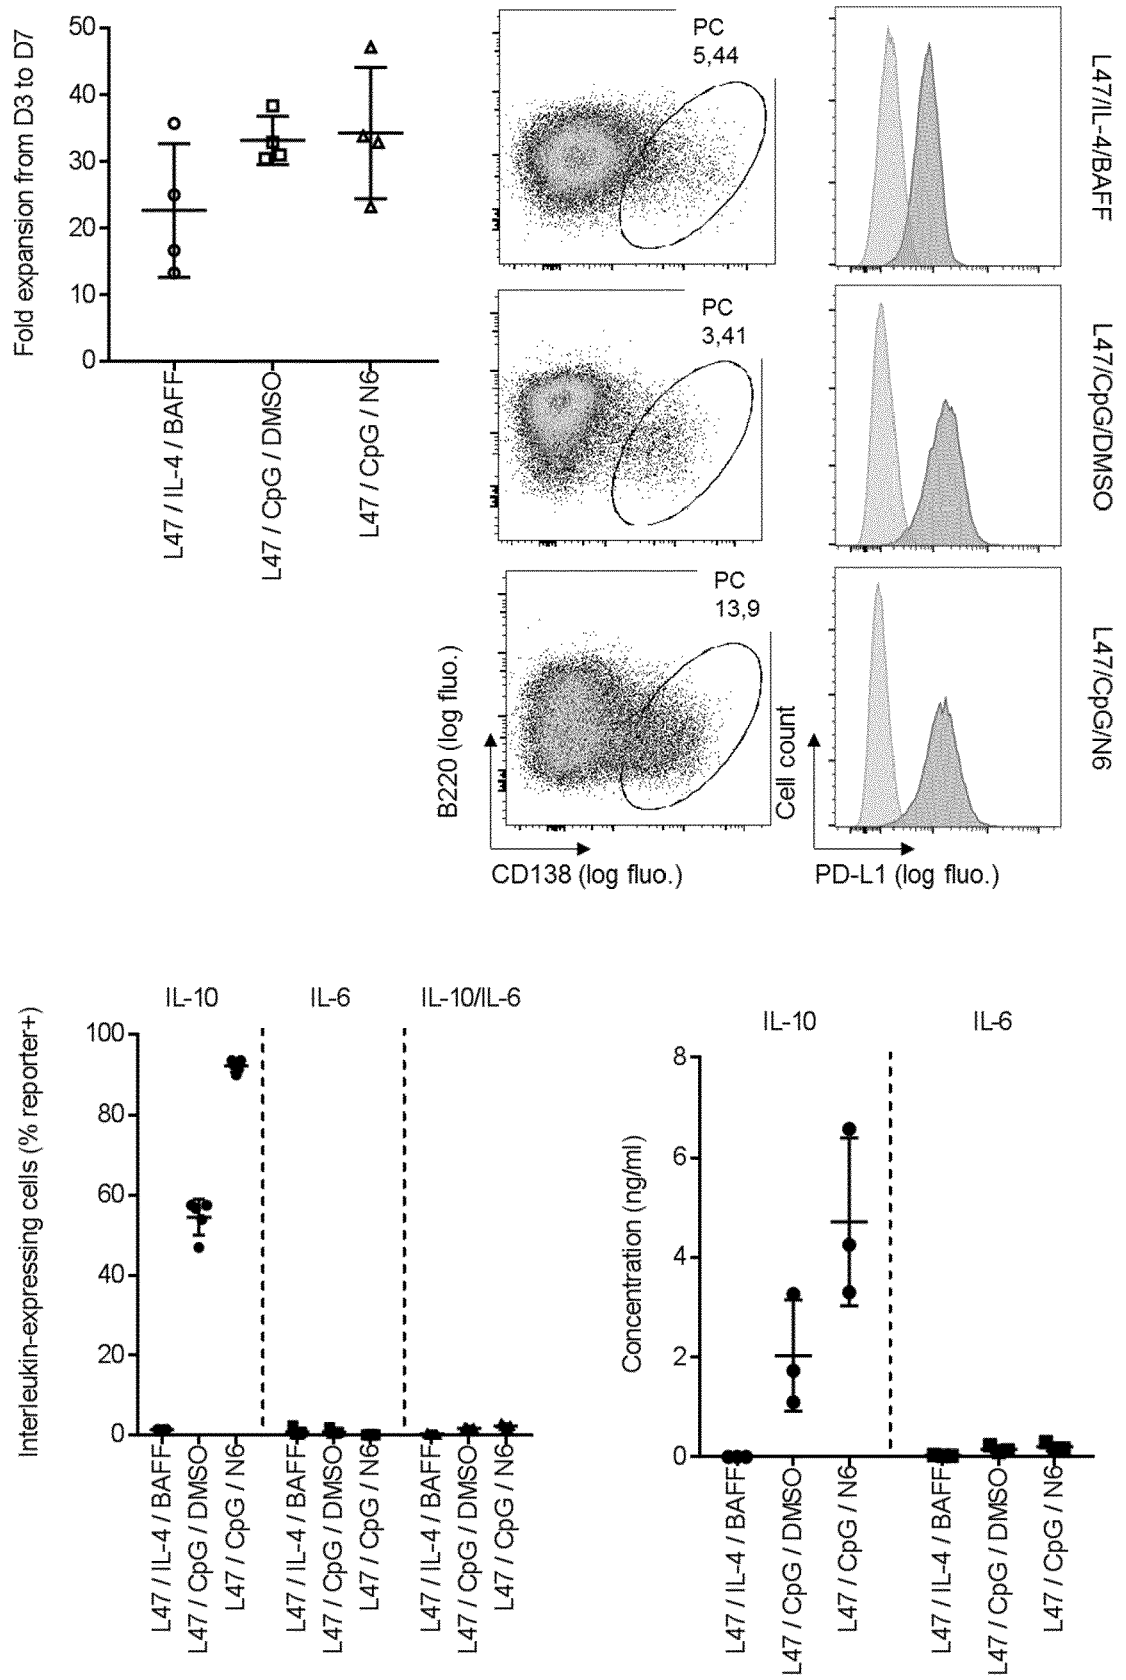 Fold expansion from D3 to D7
50
40
30
20
10
0
L47 / IL-4 / BAFF
L47 / CpG / DMSO
L47 / CpG / N6
PC
5,44
L47/IL-4/BAFF
PC
3,41
L47/CpG/DMSO
PC
13,9
L47/CpG/N6
B220 (log fluo.)
CD138 (log fluo.)
Cell count
PD-L1 (log fluo.)
Interleukin-expressing cells (% reporter+)
IL-10
IL-6
IL-10/IL-6
100
80
60
40
20
0
L47 / IL-4 / BAFF
L47 / CpG / DMSO
L47 / CpG / N6
L47 / IL-4 / BAFF
L47 / CpG / DMSO
L47 / CpG / N6
L47 / IL-4 / BAFF
L47 / CpG / DMSO
L47 / CpG / N6
Concentration (ng/ml)
IL-10
IL-6
8
6
4
2
0
L47 / IL-4 / BAFF
L47 / CpG / DMSO
L47 / CpG / N6
L47 / IL-4 / BAFF
L47 / CpG / DMSO
L47 / CpG / N6